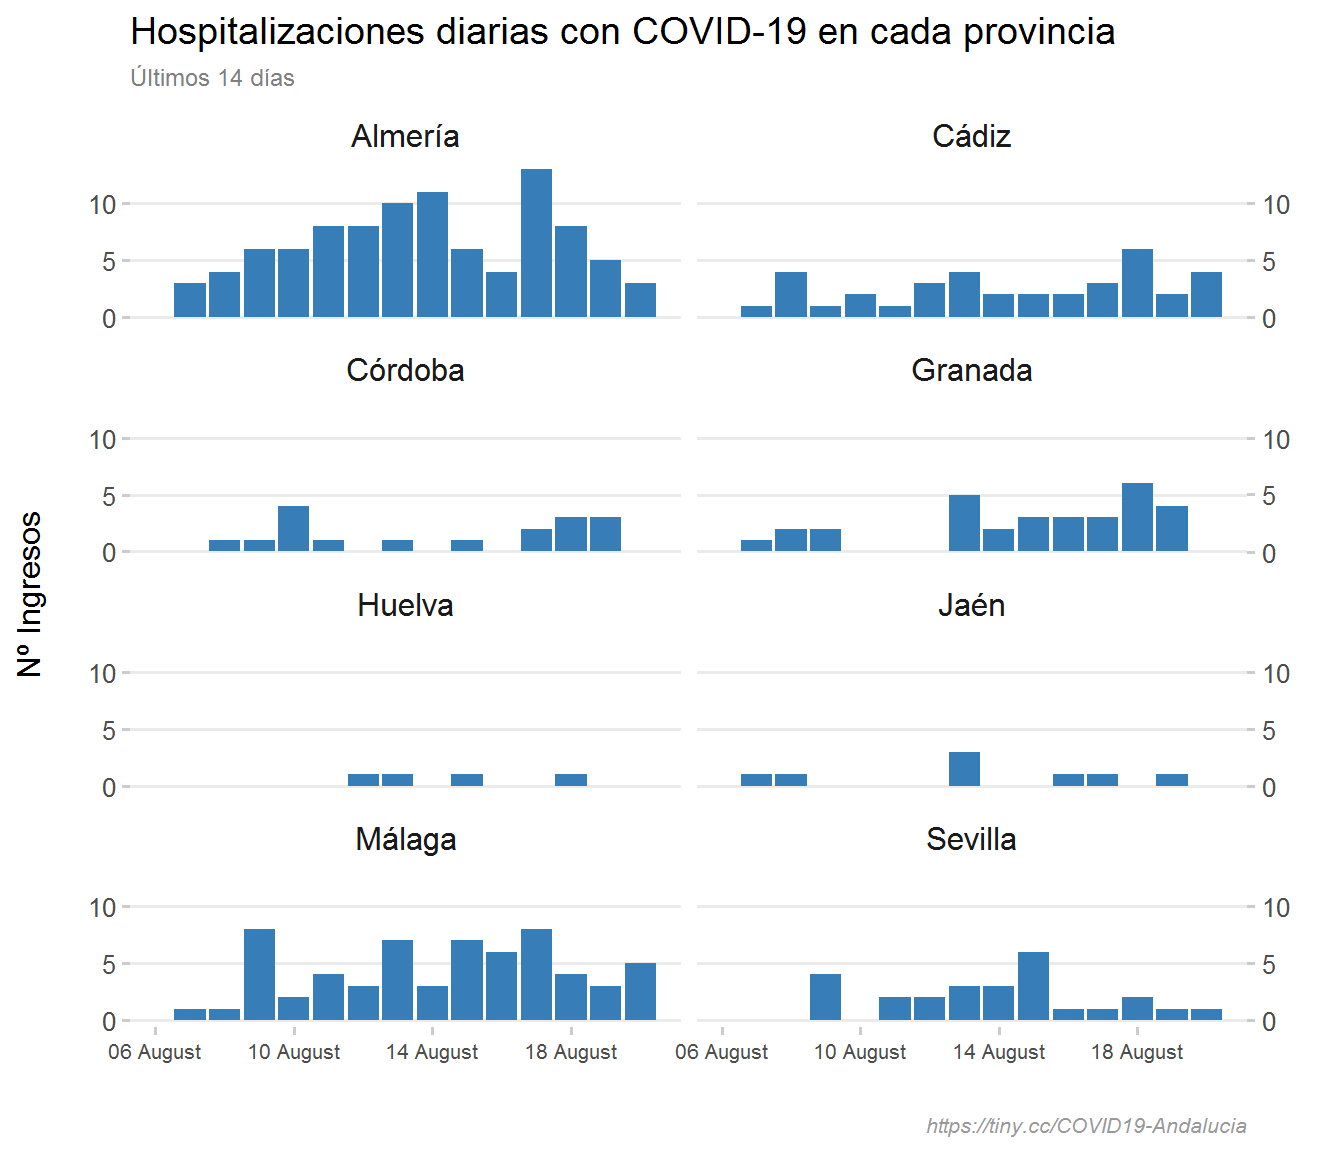 Hospitalizaciones diarias con COVID-19 en cada provincia
Últimos 14 días
Almería
Cádiz
10
5
0
10
5
0
Córdoba
Granada
10
5
0
10
5
0
Nº Ingresos
Huelva
Jaén
10
5
0
10
5
0
Málaga
Sevilla
10
5
0
10
5
0
06 August 10 August 14 August 18 August
06 August 10 August 14 August 18 August
https://tiny.cc/COVID19-Andalucia